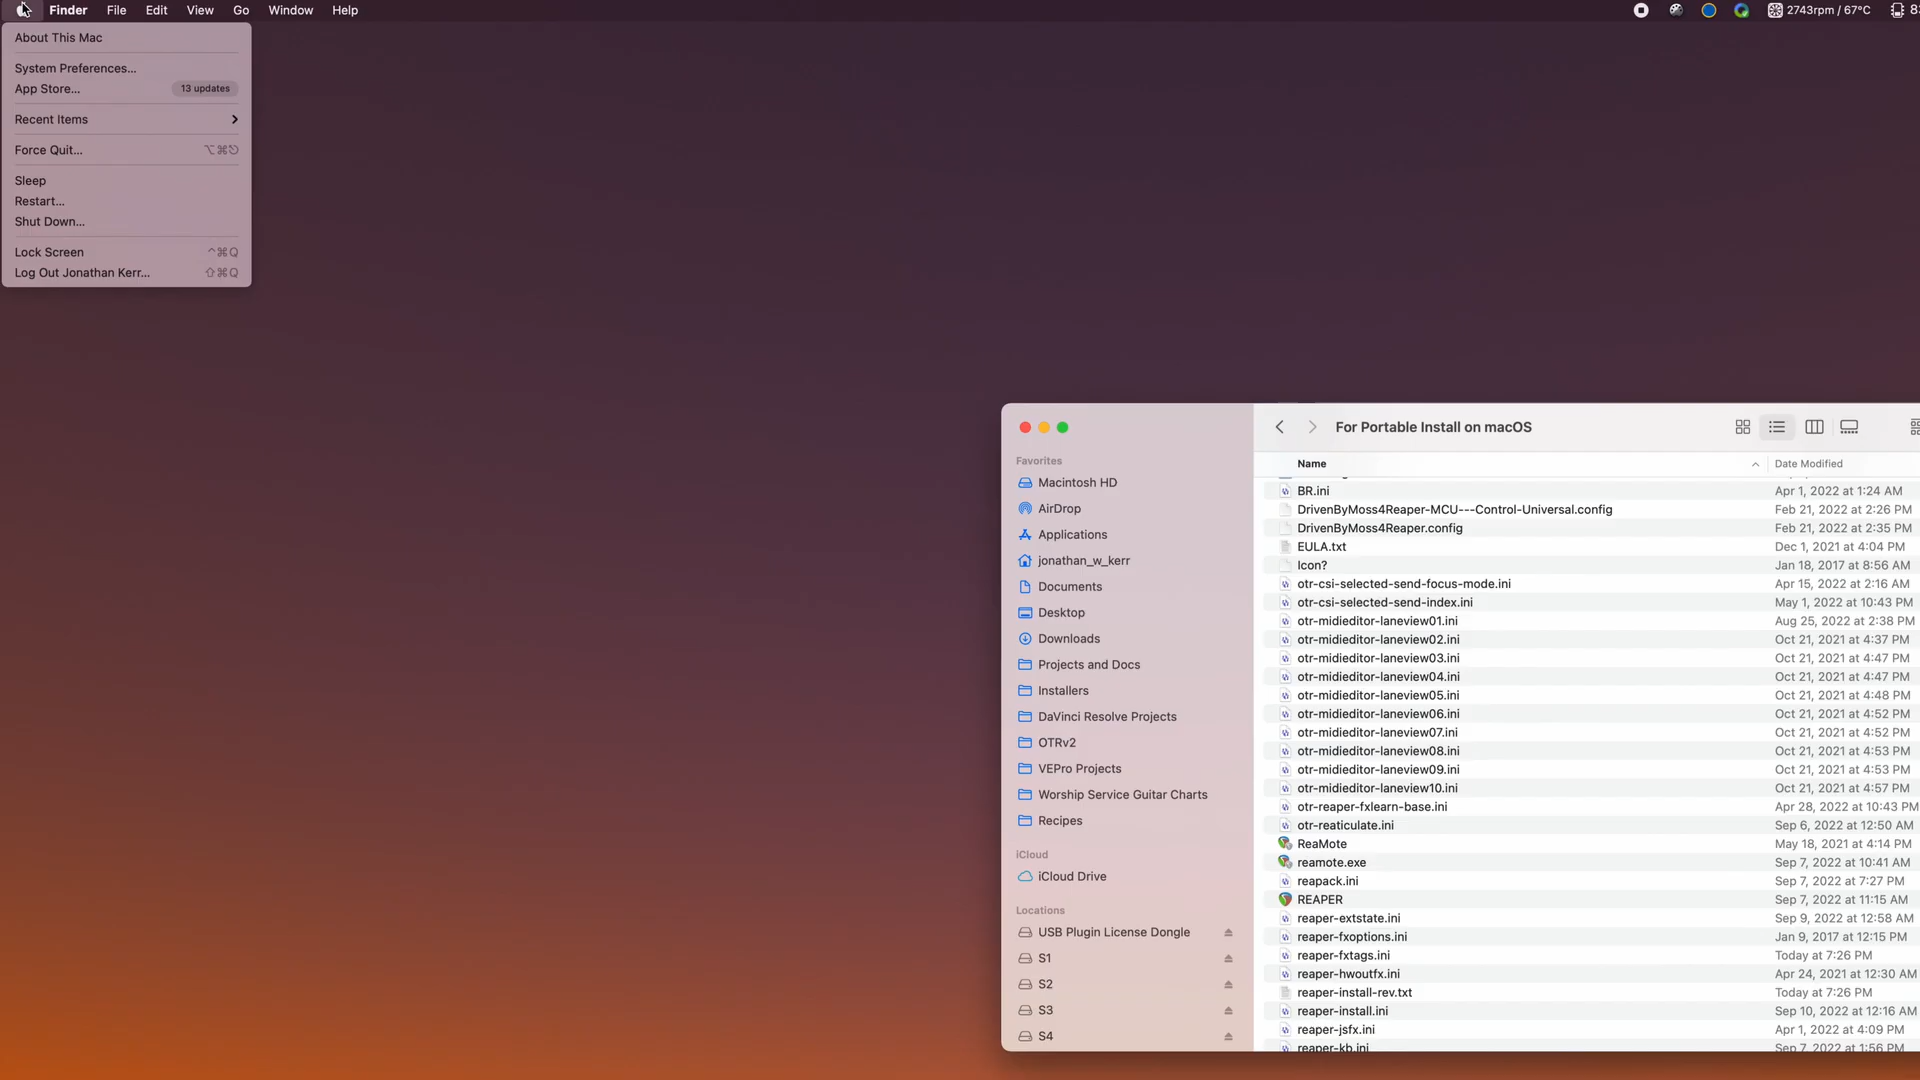 Finder File Edit View Go Window Help 2743rpm / 67°C
About This Mac
System Preferences...
App Store... 13 updates
Recent Items
Force Quit... ⌥⌘⎋
Sleep
Restart...
Shut Down...
Lock Screen ^⌘Q
Log Out Jonathan Kerr... ⇧⌘Q
For Portable Install on macOS
Favorites
Macintosh HD
AirDrop
Applications
jonathan_w_kerr
Documents
Desktop
Downloads
Projects and Docs
Installers
DaVinci Resolve Projects
OTRv2
VEPro Projects
Worship Service Guitar Charts
Recipes
iCloud
iCloud Drive
Locations
USB Plugin License Dongle
S1
S2
S3
S4
Name Date Modified
BR.ini Apr 1, 2022 at 1:24 AM
DrivenByMoss4Reaper-MCU---Control-Universal.config Feb 21, 2022 at 2:26 PM
DrivenByMoss4Reaper.config Feb 21, 2022 at 2:35 PM
EULA.txt Dec 1, 2021 at 4:04 PM
Icon? Jan 18, 2017 at 8:56 AM
otr-csi-selected-send-focus-mode.ini Apr 15, 2022 at 2:16 AM
otr-csi-selected-send-index.ini May 1, 2022 at 10:43 PM
otr-midieditor-laneview01.ini Aug 25, 2022 at 2:38 PM
otr-midieditor-laneview02.ini Oct 21, 2021 at 4:37 PM
otr-midieditor-laneview03.ini Oct 21, 2021 at 4:47 PM
otr-midieditor-laneview04.ini Oct 21, 2021 at 4:47 PM
otr-midieditor-laneview05.ini Oct 21, 2021 at 4:48 PM
otr-midieditor-laneview06.ini Oct 21, 2021 at 4:52 PM
otr-midieditor-laneview07.ini Oct 21, 2021 at 4:52 PM
otr-midieditor-laneview08.ini Oct 21, 2021 at 4:53 PM
otr-midieditor-laneview09.ini Oct 21, 2021 at 4:53 PM
otr-midieditor-laneview10.ini Oct 21, 2021 at 4:57 PM
otr-reaper-fxlearn-base.ini Apr 28, 2022 at 10:43 PM
otr-reaticulate.ini Sep 6, 2022 at 12:50 AM
ReaMote May 18, 2021 at 4:14 PM
reamote.exe Sep 7, 2022 at 10:41 AM
reapack.ini Sep 7, 2022 at 7:27 PM
REAPER Sep 7, 2022 at 11:15 AM
reaper-extstate.ini Sep 9, 2022 at 12:58 AM
reaper-fxoptions.ini Jan 9, 2017 at 12:15 PM
reaper-fxtags.ini Today at 7:26 PM
reaper-hwoutfx.ini Apr 24, 2021 at 12:30 AM
reaper-install-rev.txt Today at 7:26 PM
reaper-install.ini Sep 10, 2022 at 12:16 AM
reaper-jsfx.ini Apr 1, 2022 at 4:09 PM
reaper-kb.ini Sep 7, 2022 at 1:56 PM